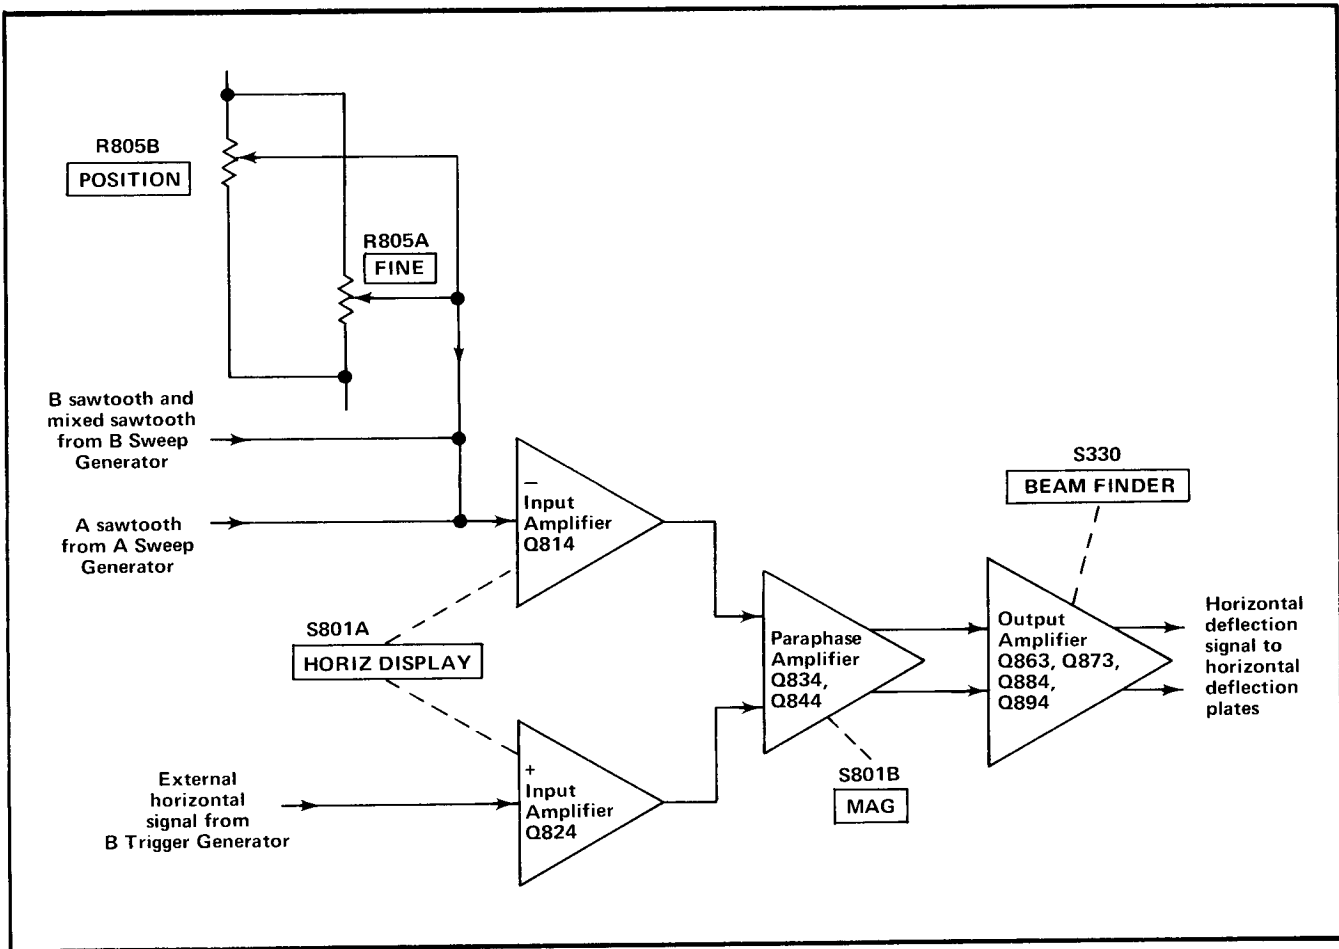 R805B
POSITION
R805A
FINE
B sawtooth and
mixed sawtooth
from B Sweep
Generator
A sawtooth
from A Sweep
Generator
−
Input
Amplifier
Q814
S801A
HORIZ DISPLAY
External
horizontal
signal from
B Trigger Generator
+
Input
Amplifier
Q824
Paraphase
Amplifier
Q834,
Q844
S801B
MAG
S330
BEAM FINDER
Output
Amplifier
Q863, Q873,
Q884,
Q894
Horizontal
deflection
signal to
horizontal
deflection
plates